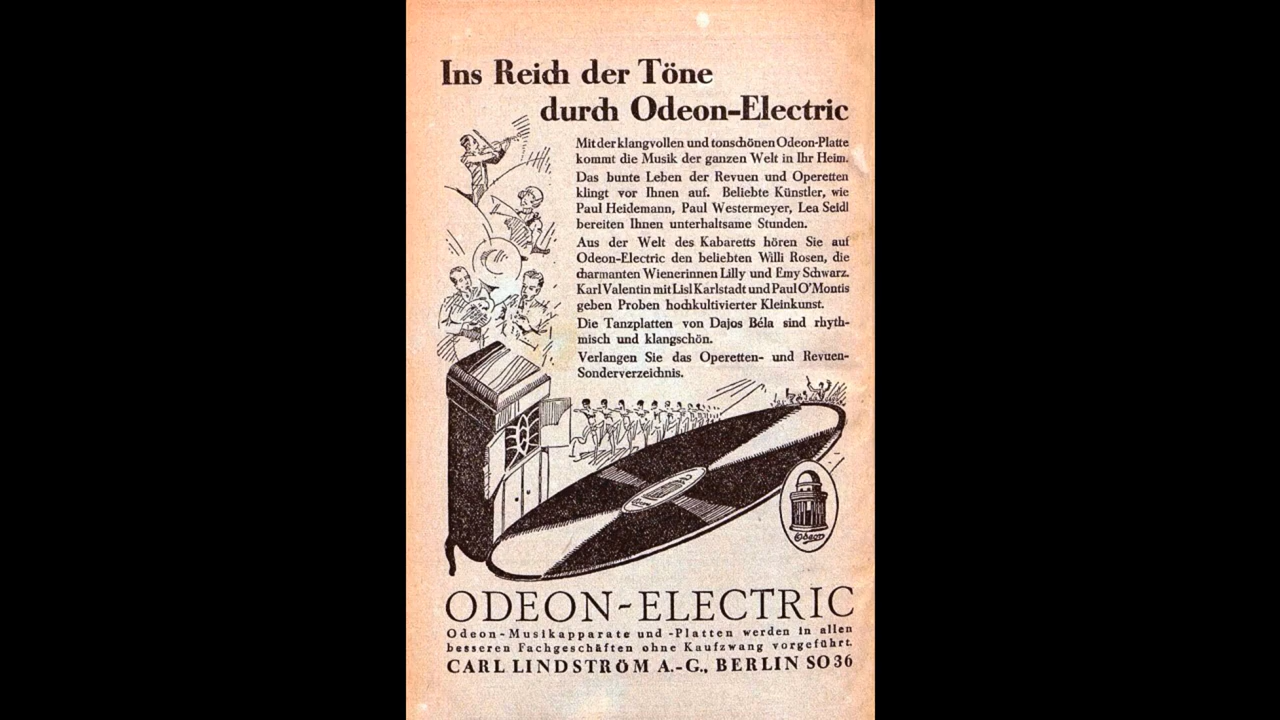 Ins Reich der Töne
durch Odeon-Electric
Mit der klangvollen und tonschönen Odeon-Platte
kommt die Musik der ganzen Welt in Ihr Heim.
Das bunte Leben der Revuen und Operetten
klingt vor Ihnen auf. Beliebte Künstler, wie
Paul Heidemann, Paul Westermeyer, Lea Seidl
bereiten Ihnen unterhaltsame Stunden.
Aus der Welt des Kabaretts hören Sie auf
Odeon-Electric den beliebten Willi Rosen, die
charmanten Wienerinnen Lilly und Emy Schwarz.
Karl Valentin mit Lisl Karlstadt und Paul O'Montis
geben Proben hochkultivierter Kleinkunst.
Die Tanzplatten von Dajos Béla sind rhyth-
misch und klangschön.
Verlangen Sie das Operetten- und Revuen-
Sonderverzeichnis.
Odeon
ODEON-ELECTRIC
Odeon-Musikapparate und -Platten werden in allen
besseren Fachgeschäften ohne Kaufzwang vorgeführt.
CARL LINDSTRÖM A.-G., BERLIN SO 36